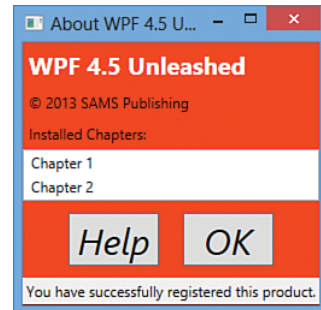 About WPF 4.5 U...
WPF 4.5 Unleashed
© 2013 SAMS Publishing
Installed Chapters:
Chapter 1
Chapter 2
Help OK
You have successfully registered this product.